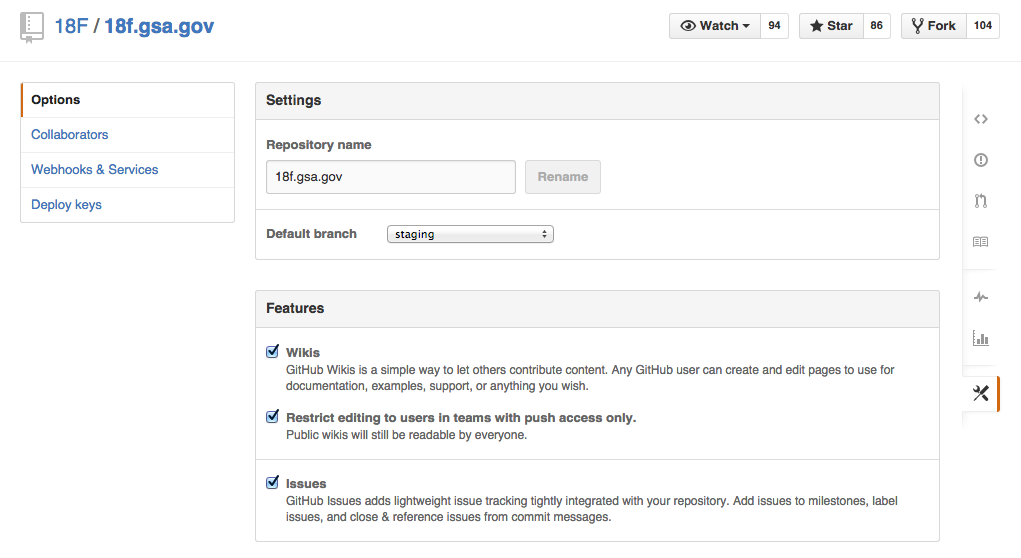 18F / 18f.gsa.gov
Watch 94
Star 86
Fork 104
Options
Collaborators
Webhooks & Services
Deploy keys
Settings
Repository name
18f.gsa.gov
Rename
Default branch
staging
Features
Wikis
GitHub Wikis is a simple way to let others contribute content. Any GitHub user can create and edit pages to use for
documentation, examples, support, or anything you wish.
Restrict editing to users in teams with push access only.
Public wikis will still be readable by everyone.
Issues
GitHub Issues adds lightweight issue tracking tightly integrated with your repository. Add issues to milestones, label
issues, and close & reference issues from commit messages.